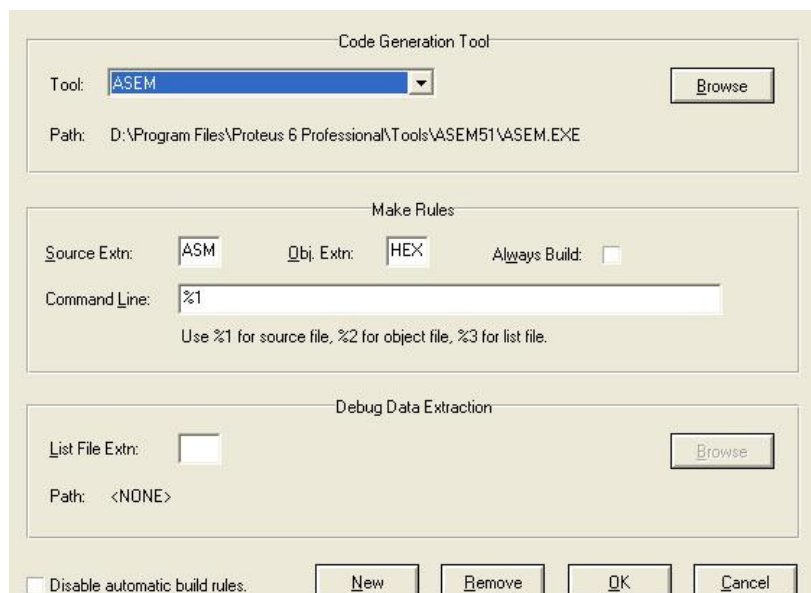 Code Generation Tool
Tool: ASEM Browse
Path: D:\Program Files\Proteus 6 Professional\Tools\ASEM51\ASEM.EXE
Make Rules
Source Extn: ASM Obj. Extn: HEX Always Build:
Command Line: %1
Use %1 for source file, %2 for object file, %3 for list file.
Debug Data Extraction
List File Extn: Browse
Path: <NONE>
Disable automatic build rules. New Remove OK Cancel